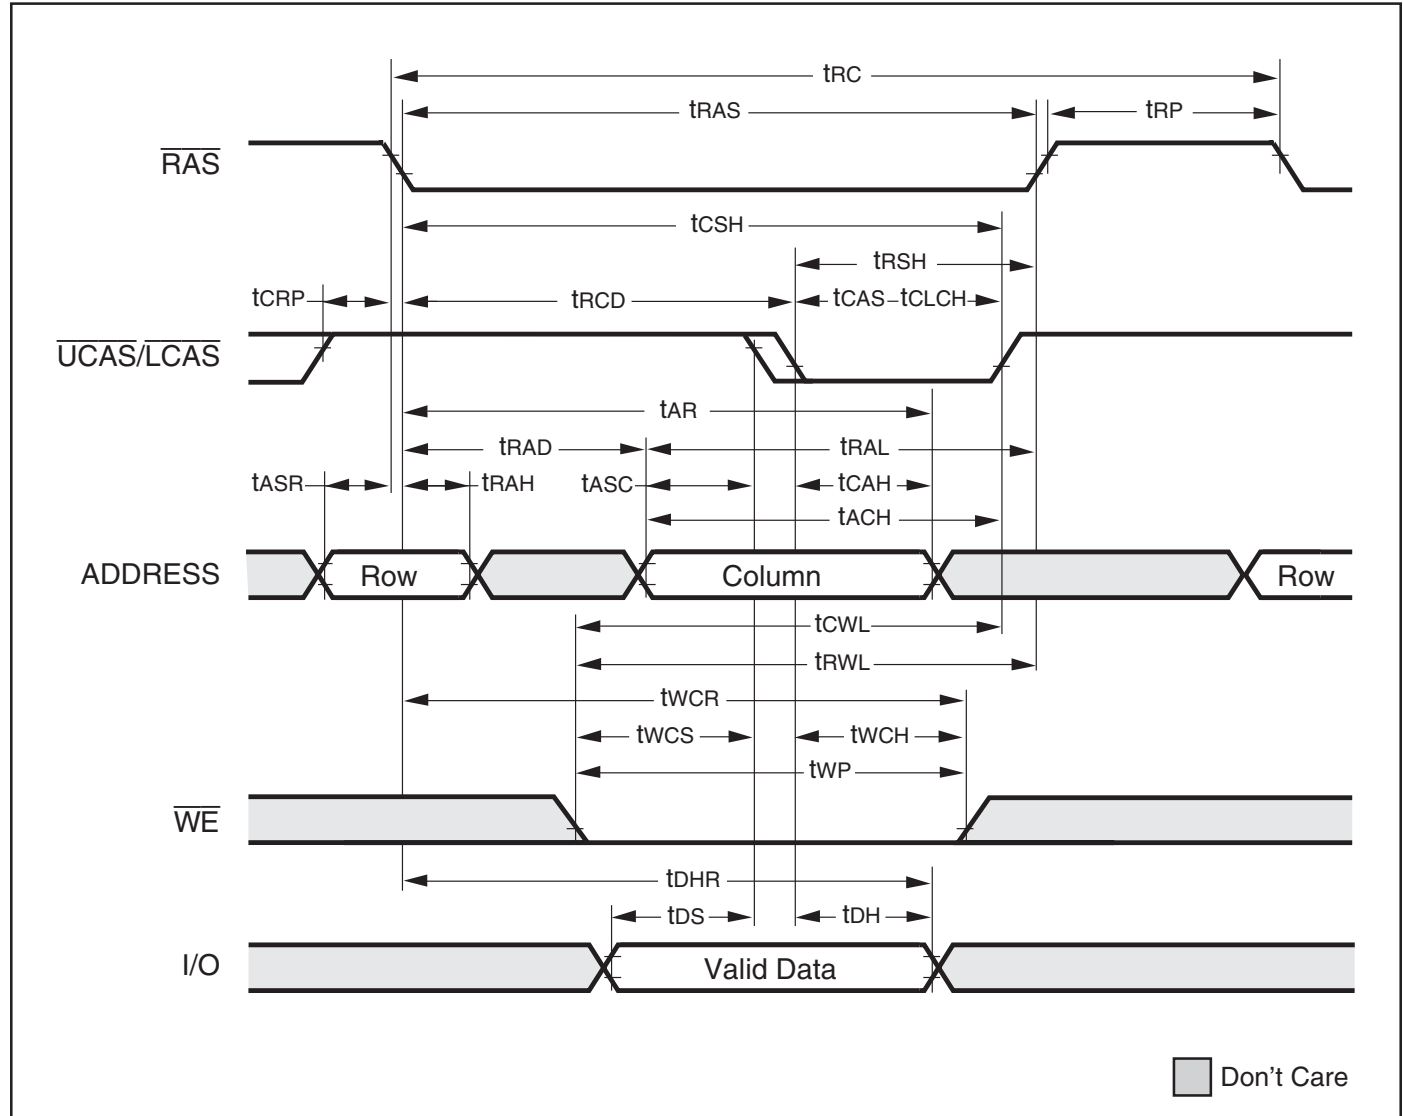 tRC
tRAS
tRP
RAS
tCSH
tRSH
tCRP
tRCD
tCAS
tCLCH
UCAS/LCAS
tAR
tRAD
tRAL
tASR
tRAH
tASC
tCAH
tACH
ADDRESS
Row
Column
Row
tCWL
tRWL
tWCR
tWCS
tWCH
tWP
WE
tDHR
tDS
tDH
I/O
Valid Data
Don't Care